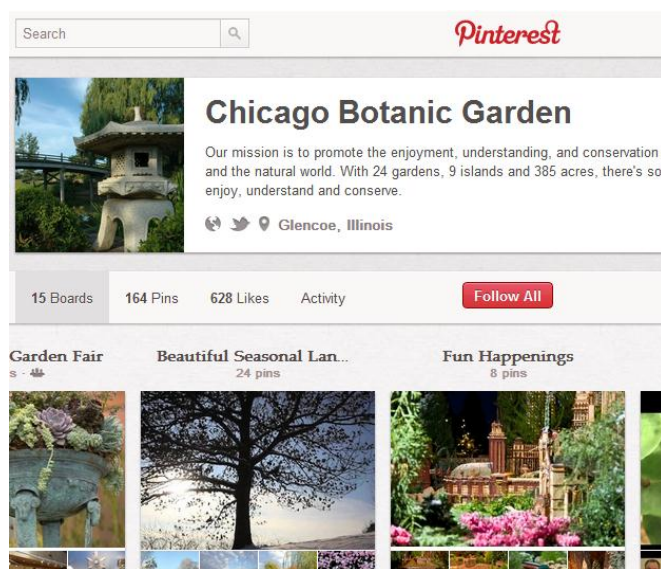 Search
Pinterest
Chicago Botanic Garden
Our mission is to promote the enjoyment, understanding, and conservation
and the natural world. With 24 gardens, 9 islands and 385 acres, there's so
enjoy, understand and conserve.
Glencoe, Illinois
15 Boards 164 Pins 628 Likes Activity Follow All
Garden Fair Beautiful Seasonal Lan... Fun Happenings
s · 24 pins 8 pins